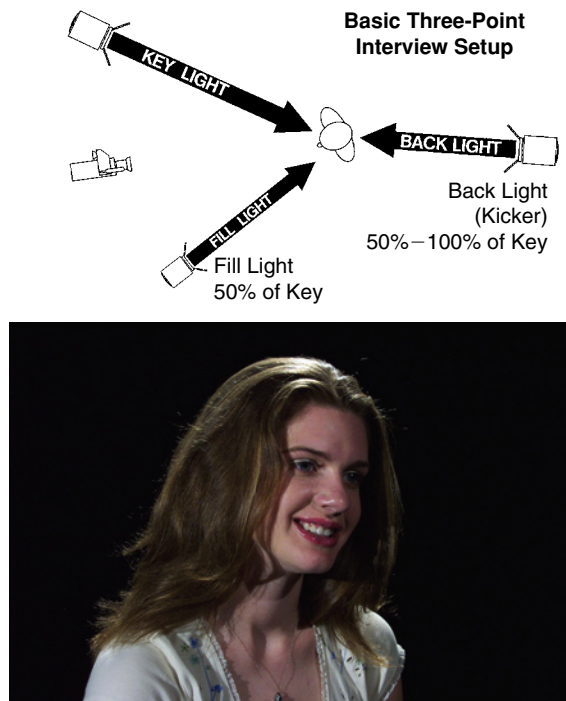 Basic Three-Point
Interview Setup
KEY LIGHT
BACK LIGHT
FILL LIGHT
Back Light
(Kicker)
50%–100% of Key
Fill Light
50% of Key